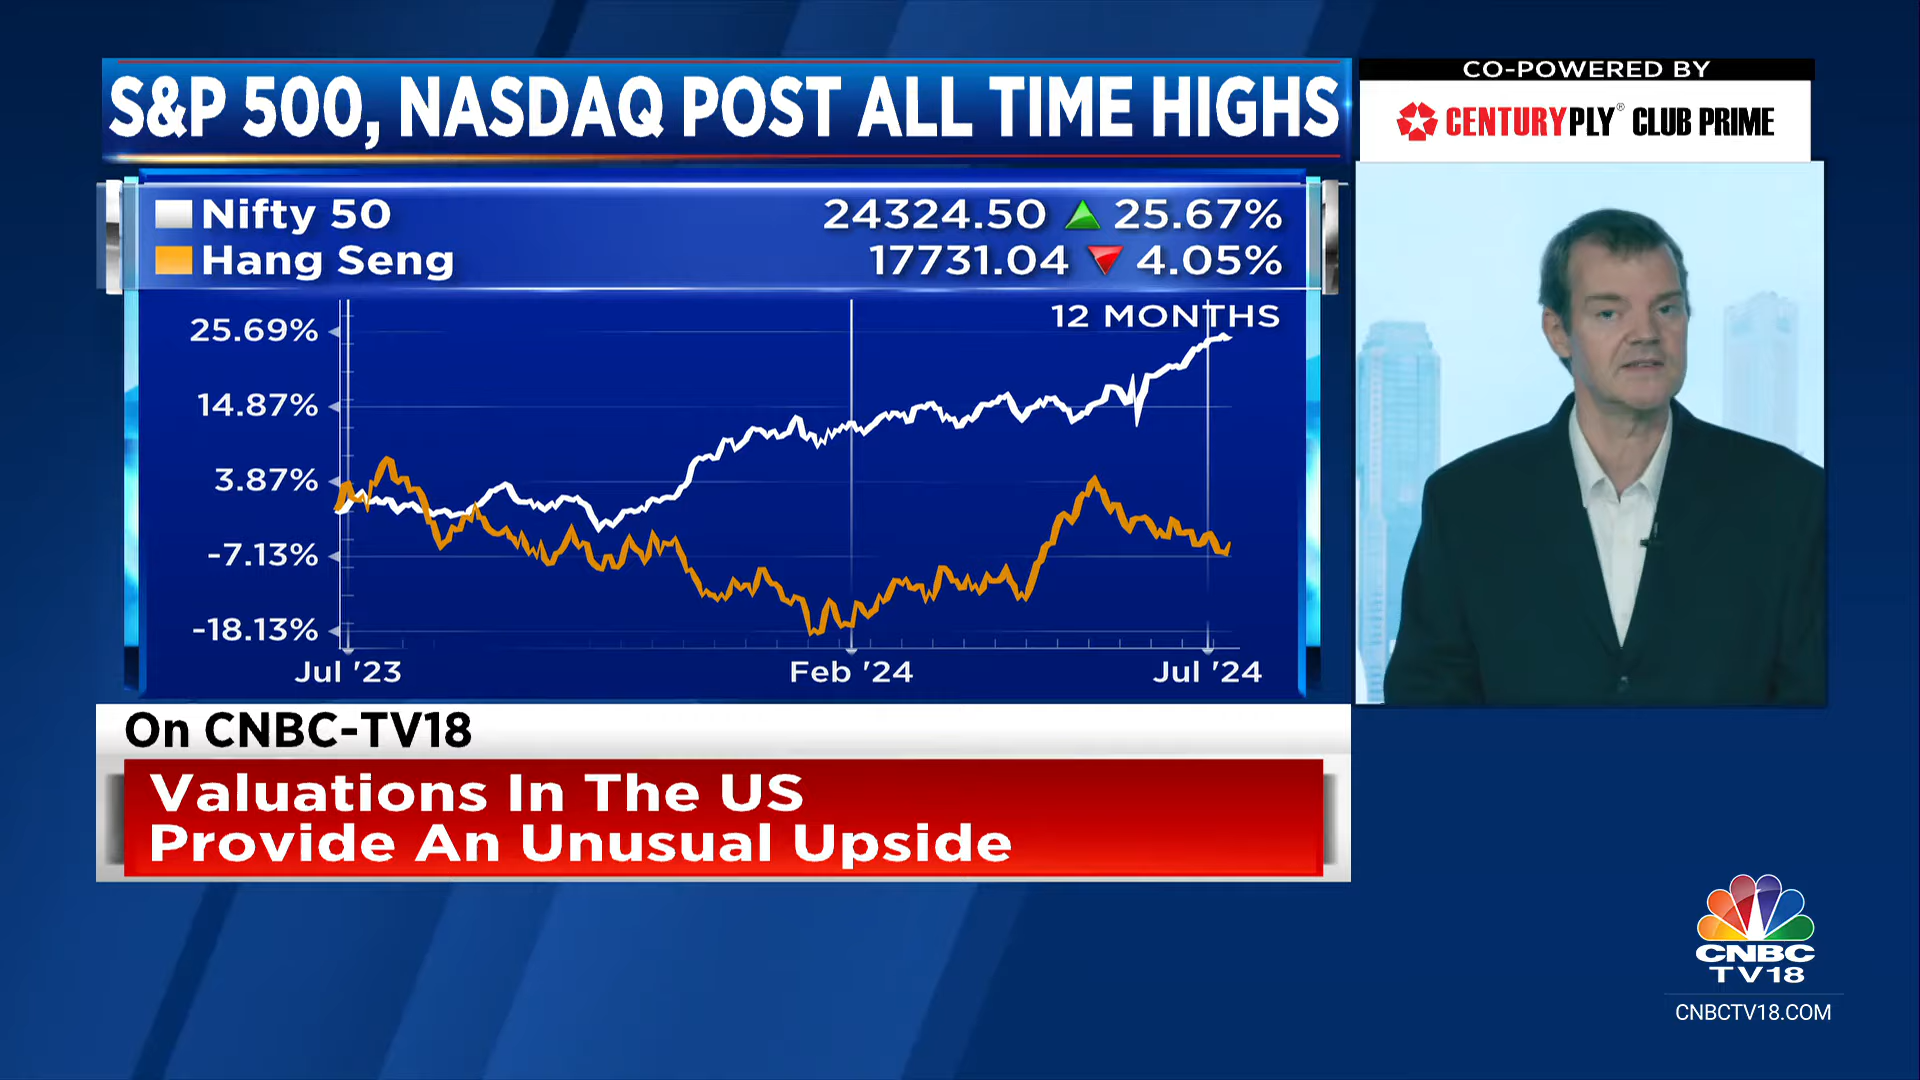 S&P 500, NASDAQ POST ALL TIME HIGHS
CO-POWERED BY
CENTURYPLY® CLUB PRIME
Nifty 50 24324.50 25.67%
Hang Seng 17731.04 4.05%
12 MONTHS
25.69%
14.87%
3.87%
-7.13%
-18.13%
Jul '23 Feb '24 Jul '24
On CNBC-TV18
Valuations In The US
Provide An Unusual Upside
CNBC
TV18
CNBCTV18.COM